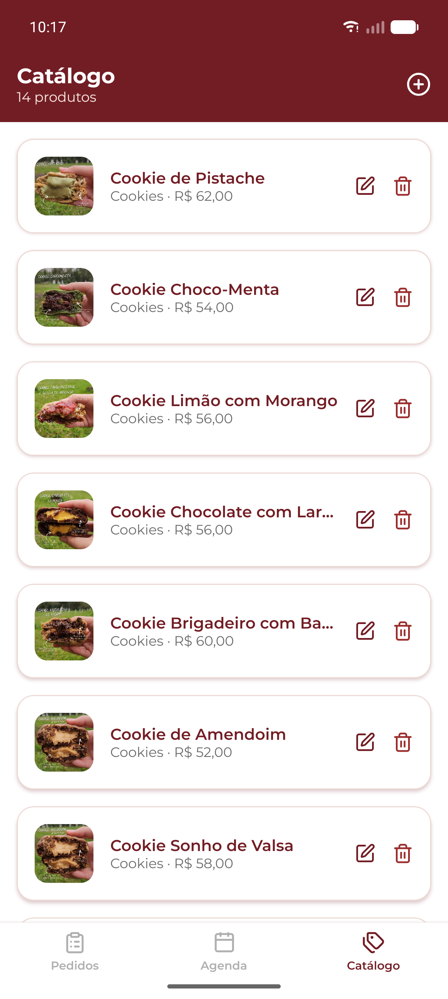 10:17
Catálogo
14 produtos
COOKIE PISTACHE
Cookie de Pistache
Cookies · R$ 62,00
COOKIE CHOCOMENTA
Cookie Choco-Menta
Cookies · R$ 54,00
COOKIE LIMÃO SICILIANO
E GELÉIA DE MORANGO
Cookie Limão com Morango
Cookies · R$ 56,00
COOKIE CHOCOLATE
E LARANJA
Cookie Chocolate com Lar...
Cookies · R$ 56,00
COOKIE BRIGADEIRO
DE BACON
Cookie Brigadeiro com Ba...
Cookies · R$ 60,00
COOKIE AMENDOIM
Cookie de Amendoim
Cookies · R$ 52,00
COOKIE AMENDOIM
Cookie Sonho de Valsa
Cookies · R$ 58,00
Pedidos
Agenda
Catálogo